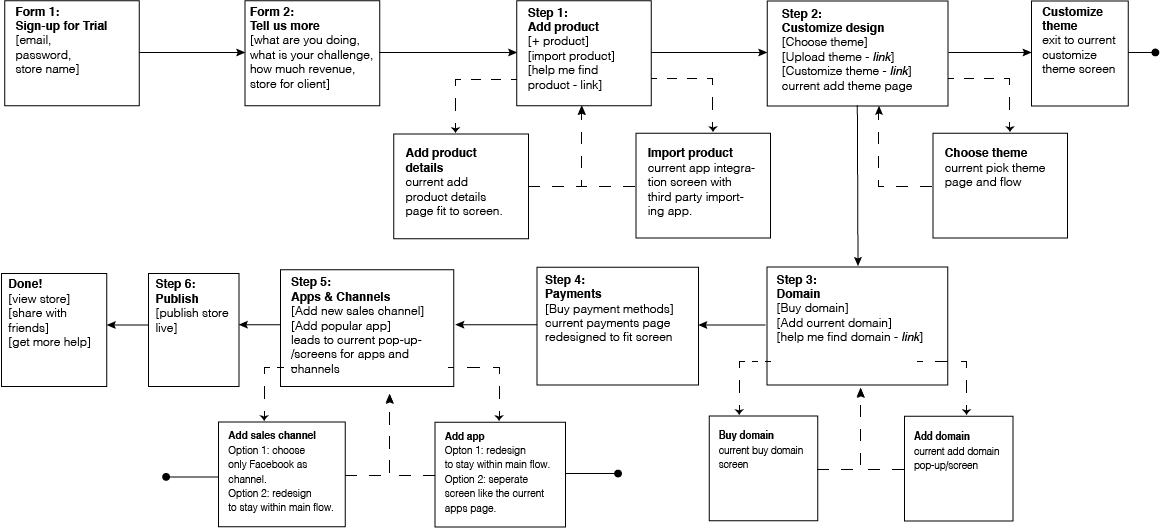 Form 1:
Sign-up for Trial
[email,
password,
store name]
Form 2:
Tell us more
[what are you doing,
what is your challenge,
how much revenue,
store for client]
Step 1:
Add product
[+ product]
[import product]
[help me find
product - link]
Step 2:
Customize design
[Choose theme]
[Upload theme - link]
[Customize theme - link]
current add theme page
Customize
theme
exit to current
customize
theme screen
Add product
details
current add
product details
page fit to screen.
Import product
current app integra-
tion screen with
third party import-
ing app.
Choose theme
current pick theme
page and flow
Done!
[view store]
[share with
friends]
[get more help]
Step 6:
Publish
[publish store
live]
Step 5:
Apps & Channels
[Add new sales channel]
[Add popular app]
leads to current pop-up-
/screens for apps and
channels
Step 4:
Payments
[Buy payment methods]
current payments page
redesigned to fit screen
Step 3:
Domain
[Buy domain]
[Add current domain]
[help me find domain - link]
Add sales channel
Option 1: choose
only Facebook as
channel.
Option 2: redesign
to stay within main flow.
Add app
Opton 1: redesign
to stay within main flow.
Option 2: seperate
screen like the current
apps page.
Buy domain
current buy domain
screen
Add domain
current add domain
pop-up/screen